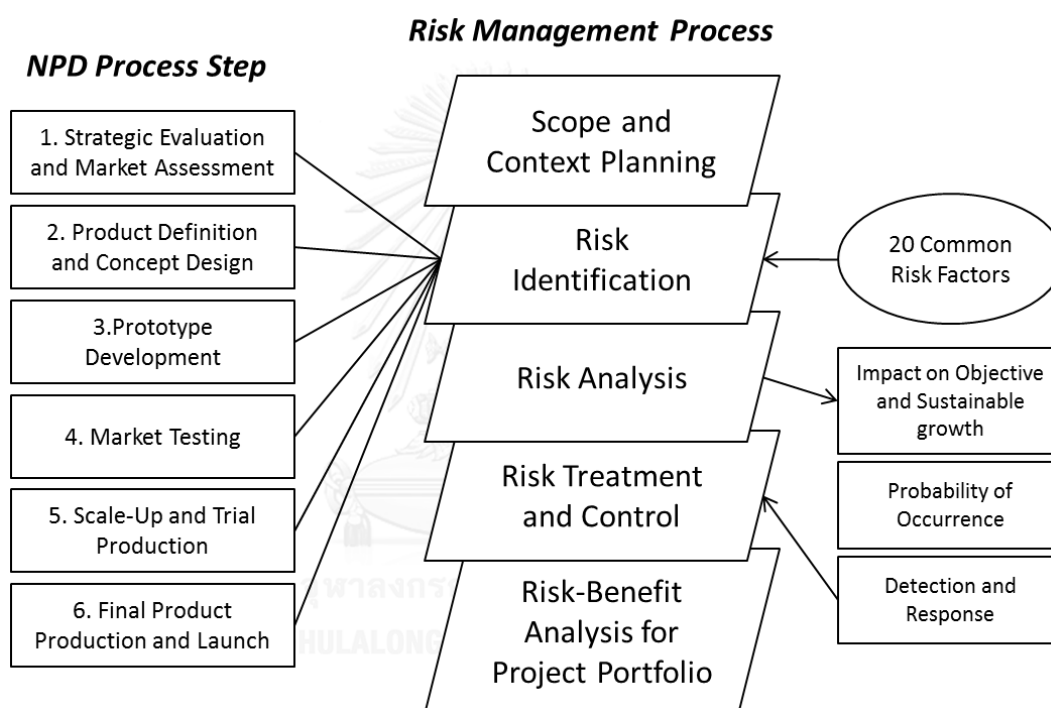 Risk Management Process
NPD Process Step
1. Strategic Evaluation
and Market Assessment
2. Product Definition
and Concept Design
3.Prototype
Development
4. Market Testing
5. Scale-Up and Trial
Production
6. Final Product
Production and Launch
Scope and
Context Planning
Risk
Identification
Risk Analysis
Risk Treatment
and Control
Risk-Benefit
Analysis for
Project Portfolio
20 Common
Risk Factors
Impact on Objective
and Sustainable
growth
Probability of
Occurrence
Detection and
Response